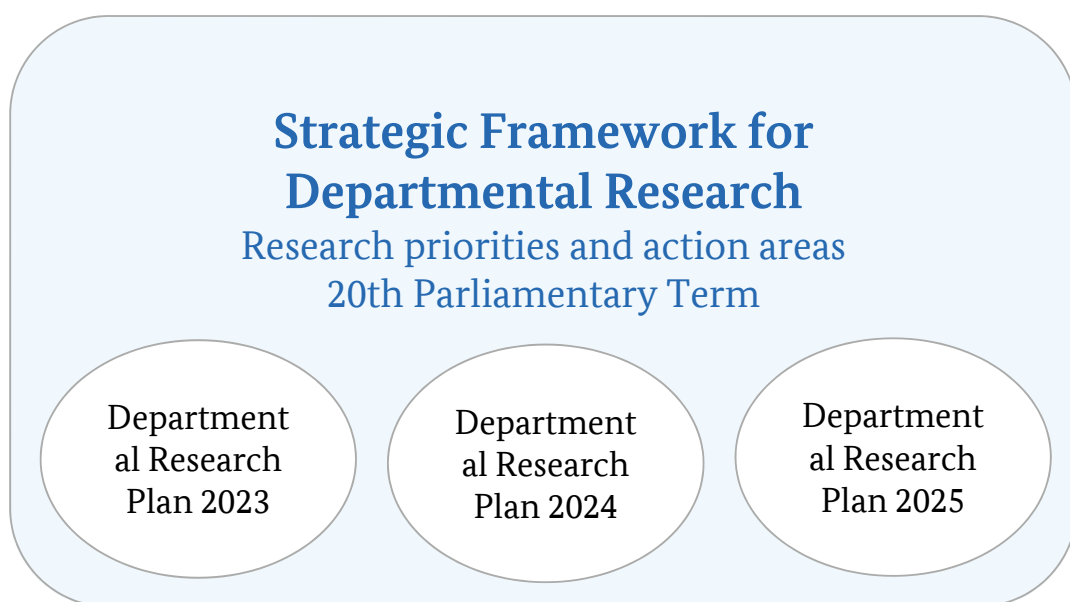 Strategic Framework for
Departmental Research
Research priorities and action areas
20th Parliamentary Term
Department
al Research
Plan 2023
Department
al Research
Plan 2024
Department
al Research
Plan 2025